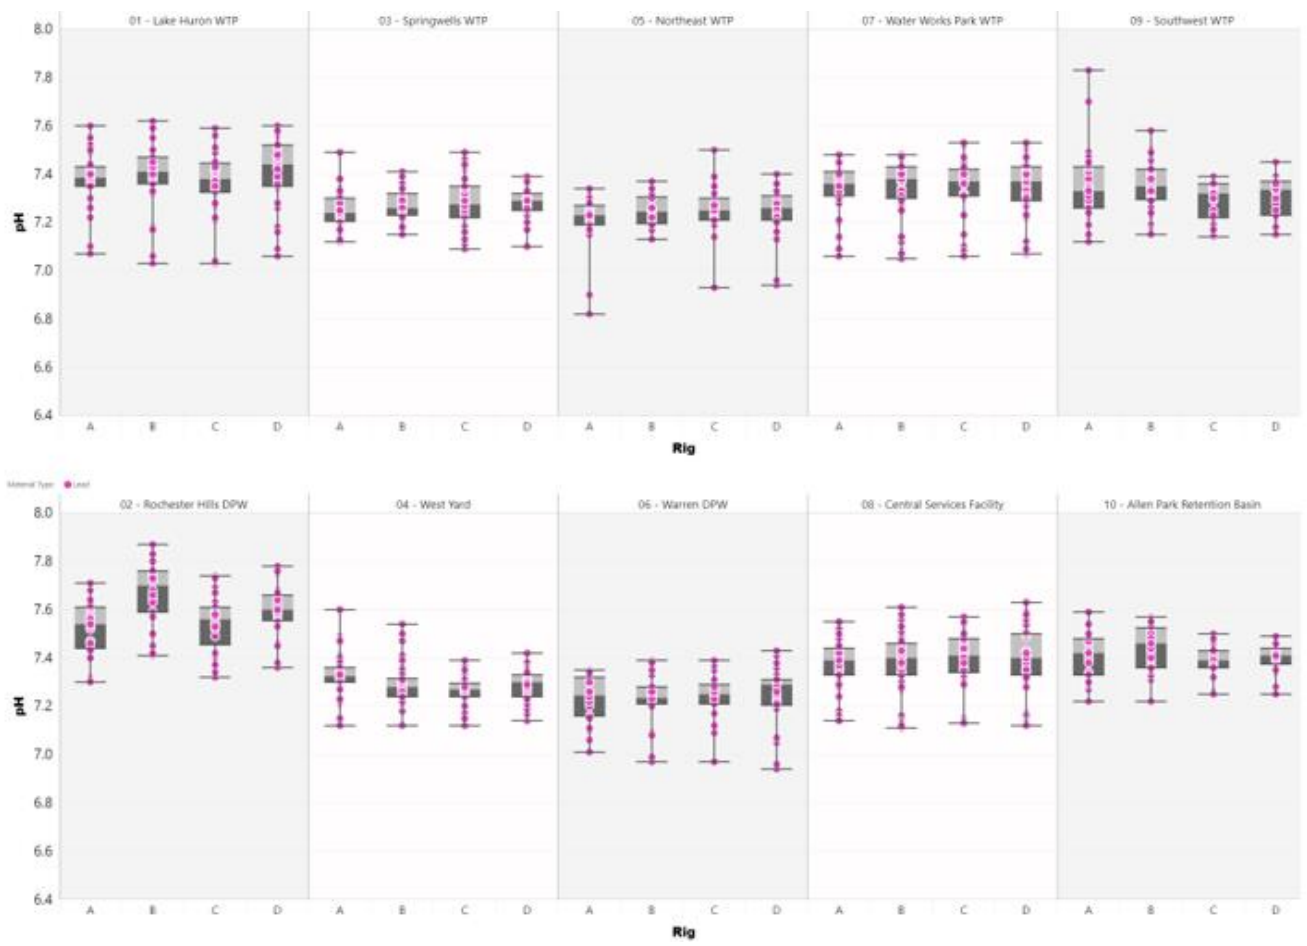 01 - Lake Huron WTP 03 - Springwells WTP 05 - Northeast WTP 07 - Water Works Park WTP 09 - Southwest WTP
8.0
7.8
7.6
7.4
pH
7.2
7.0
6.8
6.6
6.4
A B C D A B C D A B C D A B C D A B C D
Rig
Material Type Lead
02 - Rochester Hills DPW 04 - West Yard 06 - Warren DPW 08 - Central Services Facility 10 - Allen Park Retention Basin
8.0
7.8
7.6
7.4
pH
7.2
7.0
6.8
6.6
6.4
A B C D A B C D A B C D A B C D A B C D
Rig